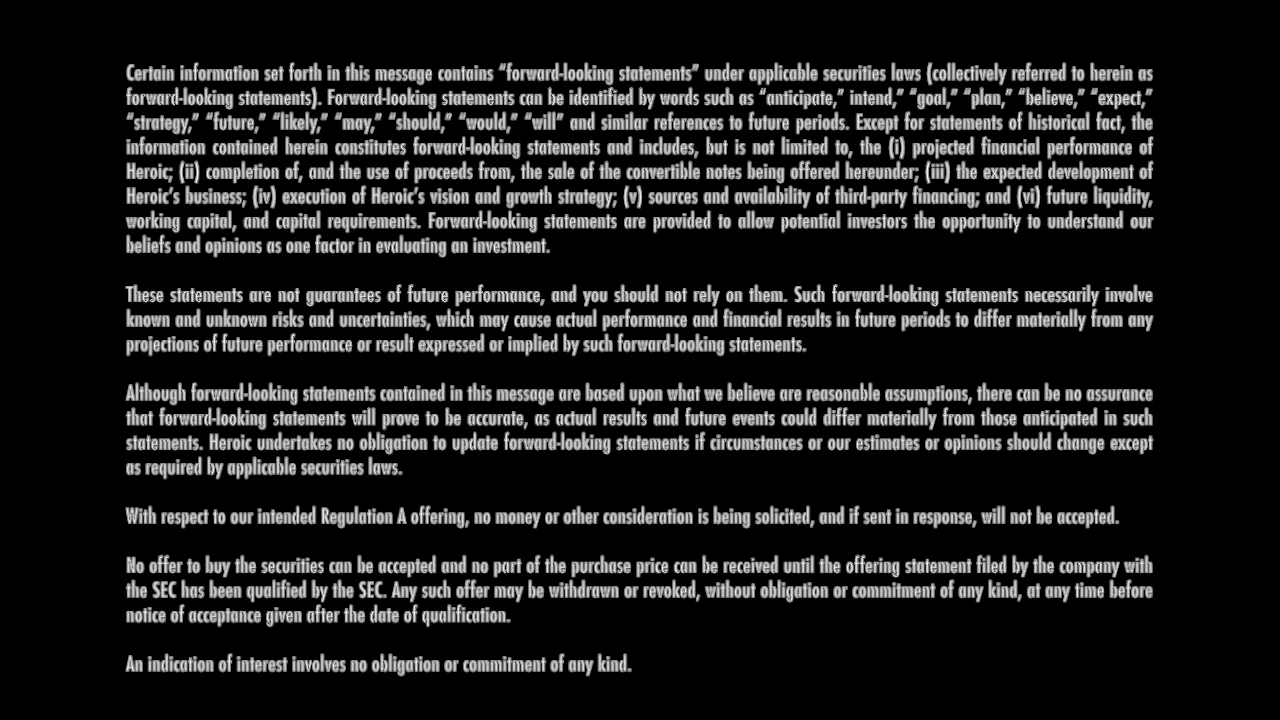 Certain information set forth in this message contains “forward-looking statements” under applicable securities laws (collectively referred to herein as
forward-looking statements). Forward-looking statements can be identified by words such as “anticipate,” intend,” “goal,” “plan,” “believe,” “expect,”
“strategy,” “future,” “likely,” “may,” “should,” “would,” “will” and similar references to future periods. Except for statements of historical fact, the
information contained herein constitutes forward-looking statements and includes, but is not limited to, the (i) projected financial performance of
Heroic; (ii) completion of, and the use of proceeds from, the sale of the convertible notes being offered hereunder; (iii) the expected development of
Heroic’s business; (iv) execution of Heroic’s vision and growth strategy; (v) sources and availability of third-party financing; and (vi) future liquidity,
working capital, and capital requirements. Forward-looking statements are provided to allow potential investors the opportunity to understand our
beliefs and opinions as one factor in evaluating an investment.
These statements are not guarantees of future performance, and you should not rely on them. Such forward-looking statements necessarily involve
known and unknown risks and uncertainties, which may cause actual performance and financial results in future periods to differ materially from any
projections of future performance or result expressed or implied by such forward-looking statements.
Although forward-looking statements contained in this message are based upon what we believe are reasonable assumptions, there can be no assurance
that forward-looking statements will prove to be accurate, as actual results and future events could differ materially from those anticipated in such
statements. Heroic undertakes no obligation to update forward-looking statements if circumstances or our estimates or opinions should change except
as required by applicable securities laws.
With respect to our intended Regulation A offering, no money or other consideration is being solicited, and if sent in response, will not be accepted.
No offer to buy the securities can be accepted and no part of the purchase price can be received until the offering statement filed by the company with
the SEC has been qualified by the SEC. Any such offer may be withdrawn or revoked, without obligation or commitment of any kind, at any time before
notice of acceptance given after the date of qualification.
An indication of interest involves no obligation or commitment of any kind.